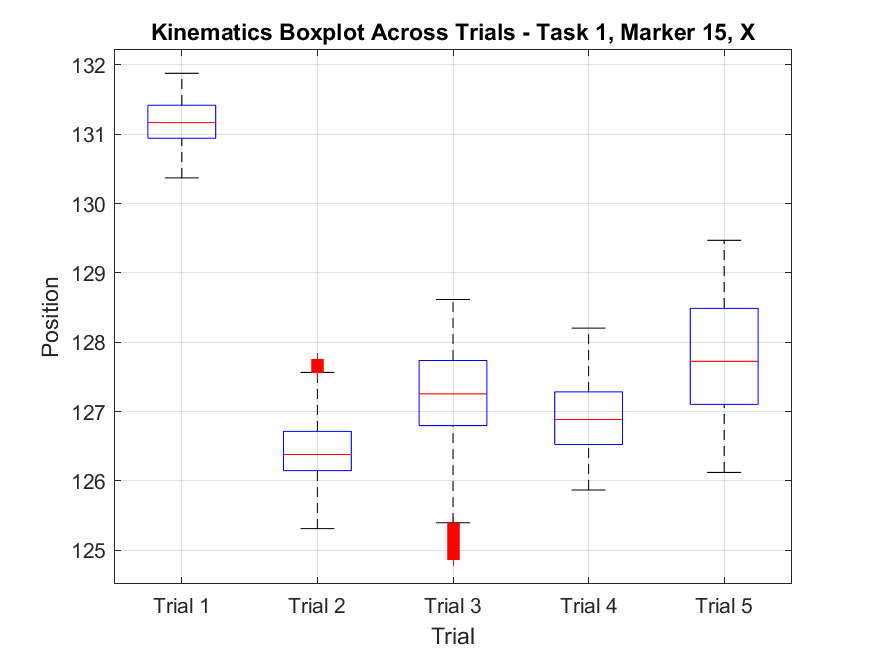 Kinematics Boxplot Across Trials - Task 1, Marker 15, X
132
131
130
129
128
127
126
125
Position
Trial 1 Trial 2 Trial 3 Trial 4 Trial 5
Trial